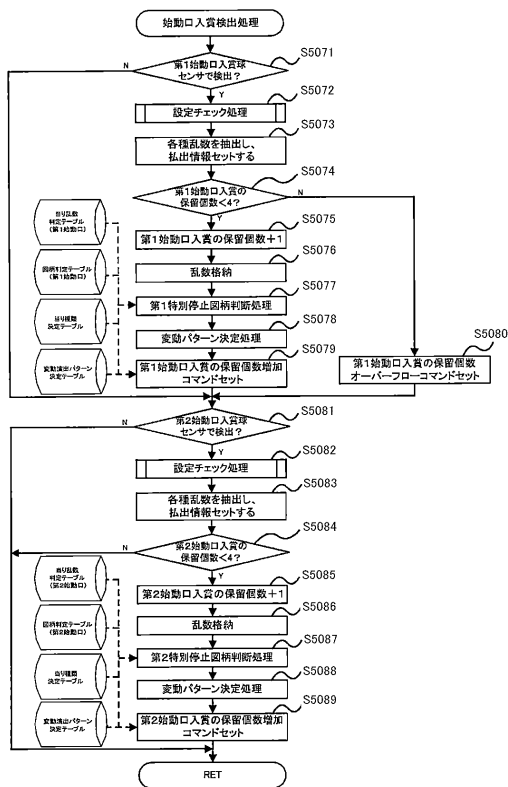 始動口入賞検出処理
S5071
第1始動口入賞球
センサで検出?
N
Y
S5072
設定チェック処理
S5073
各種乱数を抽出し、
払出情報セットする
S5074
第1始動口入賞の
保留個数<4?
N
Y
S5075
第1始動口入賞の保留個数+1
当り乱数
判定テーブル
(第1始動口)
S5076
乱数格納
図柄判定テーブル
(第1始動口)
S5077
第1特別停止図柄判断処理
当り種類
決定テーブル
S5078
変動パターン決定処理
変動演出パターン
決定テーブル
S5079
第1始動口入賞の保留個数増加
コマンドセット
S5080
第1始動口入賞の保留個数
オーバーフローコマンドセット
S5081
第2始動口入賞球
センサで検出?
N
Y
S5082
設定チェック処理
S5083
各種乱数を抽出し、
払出情報セットする
S5084
第2始動口入賞の
保留個数<4?
N
Y
S5085
第2始動口入賞の保留個数+1
当り乱数
判定テーブル
(第2始動口)
S5086
乱数格納
図柄判定テーブル
(第2始動口)
S5087
第2特別停止図柄判断処理
当り種類
決定テーブル
S5088
変動パターン決定処理
変動演出パターン
決定テーブル
S5089
第2始動口入賞の保留個数増加
コマンドセット
RET